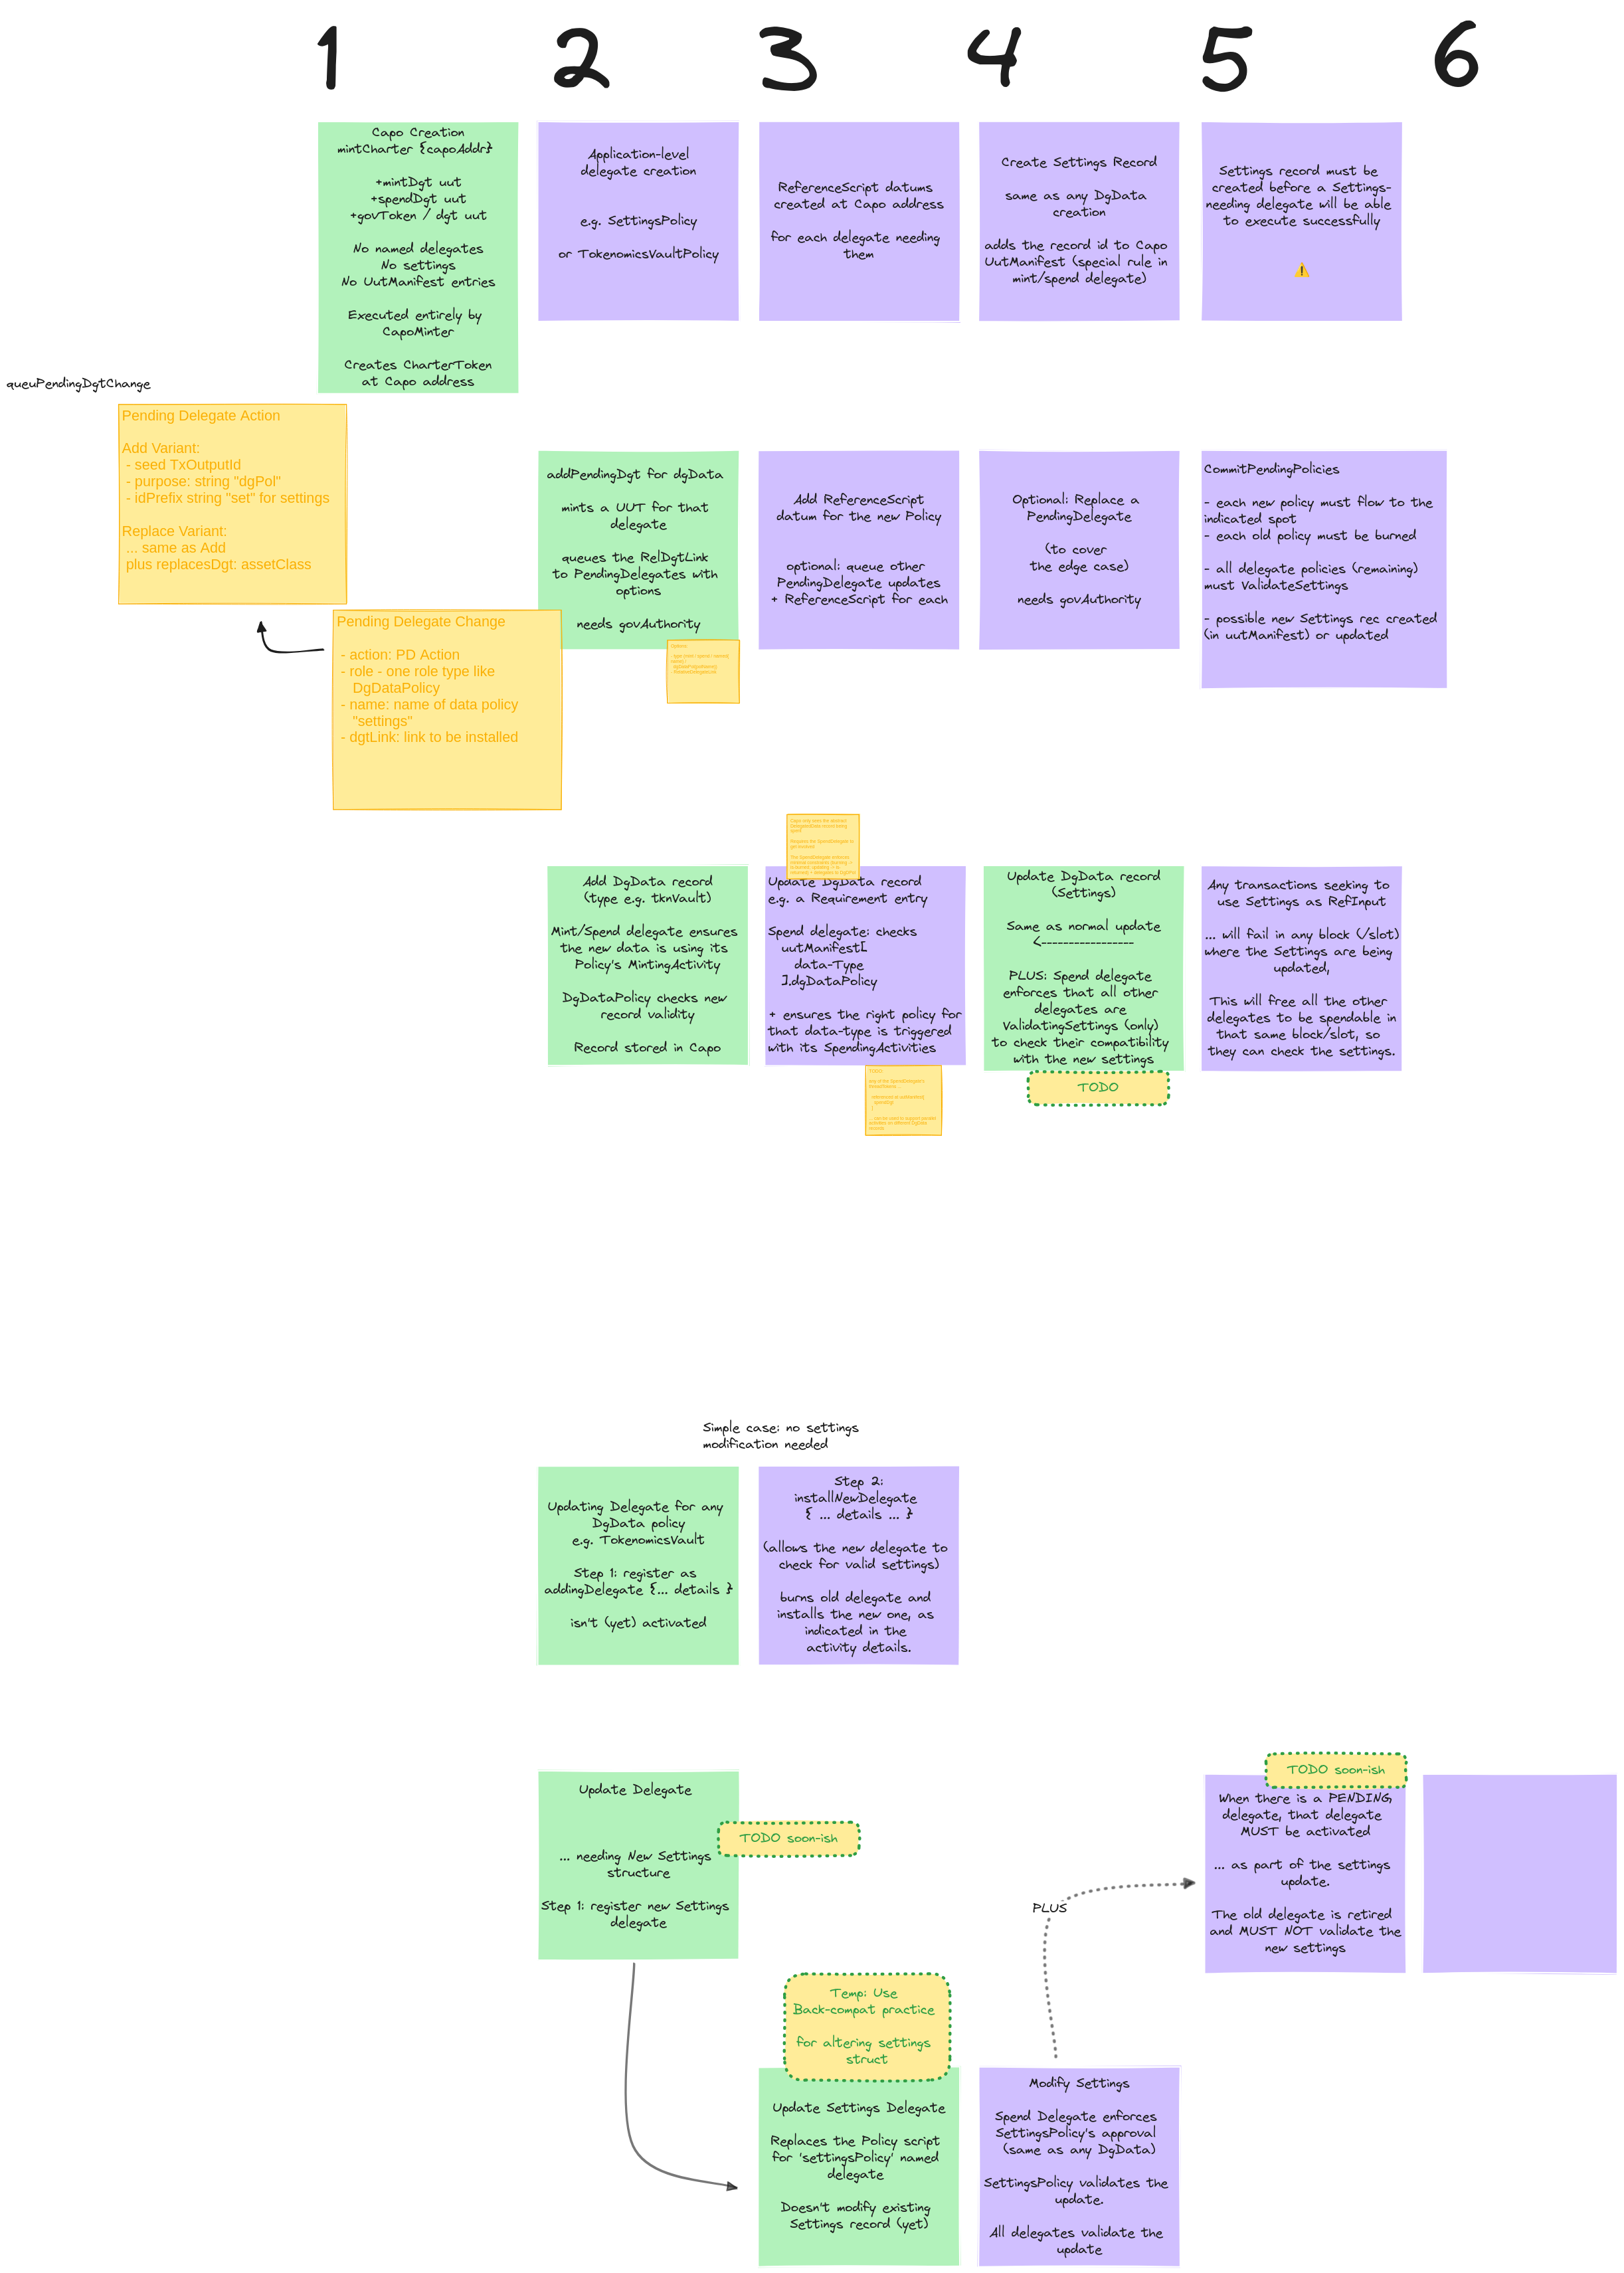 1
2
3
4
5
6
Capo Creation
mintCharter {capoAddr}
+mintDgt uut
+spendDgt uut
+govToken / dgt uut
No named delegates
No settings
No UutManifest entries
Executed entirely by
CapoMinter
Creates CharterToken
at Capo address
Application-level
delegate creation
e.g. SettingsPolicy
or TokenomicsVaultPolicy
ReferenceScript datums
created at Capo address
for each delegate needing
them
Create Settings Record
same as any DgData
creation
adds the record id to Capo
UutManifest (special rule in
mint/spend delegate)
Settings record must be
created before a Settings-
needing delegate will be able
to execute successfully
queuPendingDgtChange
Pending Delegate Action
Add Variant:
- seed TxOutputId
- purpose: string "dgPol"
- idPrefix string "set" for settings
Replace Variant:
... same as Add
plus replacesDgt: assetClass
Pending Delegate Change
- action: PD Action
- role - one role type like
DgDataPolicy
- name: name of data policy
"settings"
- dgtLink: link to be installed
addPendingDgt for dgData
mints a UUT for that
delegate
queues the RelDgtLink
to PendingDelegates with
options
needs govAuthority
Options:
Add ReferenceScript
datum for the new Policy
optional: queue other
PendingDelegate updates
+ ReferenceScript for each
Optional: Replace a
PendingDelegate
(to cover
the edge case)
needs govAuthority
CommitPendingPolicies
- each new policy must flow to the
indicated spot
- each old policy must be burned
- all delegate policies (remaining)
must ValidateSettings
- possible new Settings rec created
(in uutManifest) or updated
Add DgData record
(type e.g. tknVault)
Mint/Spend delegate ensures
the new data is using its
Policy's MintingActivity
DgDataPolicy checks new
record validity
Record stored in Capo
Update DgData record
e.g. a Requirement entry
Spend delegate: checks
uutManifest[
data-Type
].dgDataPolicy
+ ensures the right policy for
that data-type is triggered
with its SpendingActivities
TODO
Update DgData record
(Settings)
Same as normal update
<-----------------
PLUS: Spend delegate
enforces that all other
delegates are
ValidatingSettings (only)
to check their compatibility
with the new settings
TODO
Any transactions seeking to
use Settings as RefInput
... will fail in any block (/slot)
where the Settings are being
updated,
This will free all the other
delegates to be spendable in
that same block/slot, so
they can check the settings.
Simple case: no settings
modification needed
Updating Delegate for any
DgData policy
e.g. TokenomicsVault
Step 1: register as
addingDelegate {... details }
isn't (yet) activated
Step 2:
installNewDelegate
{ ... details ... }
(allows the new delegate to
check for valid settings)
burns old delegate and
installs the new one, as
indicated in the
activity details.
Update Delegate
... needing New Settings
structure
Step 1: register new Settings
delegate
TODO soon-ish
TODO soon-ish
When there is a PENDING
delegate, that delegate
MUST be activated
... as part of the settings
update.
The old delegate is retired
and MUST NOT validate the
new settings
PLUS
Temp: Use
Back-compat practice
for altering settings
struct
Update Settings Delegate
Replaces the Policy script
for 'settingsPolicy' named
delegate
Doesn't modify existing
Settings record (yet)
Modify Settings
Spend Delegate enforces
SettingsPolicy's approval
(same as any DgData)
SettingsPolicy validates the
update.
All delegates validate the
update